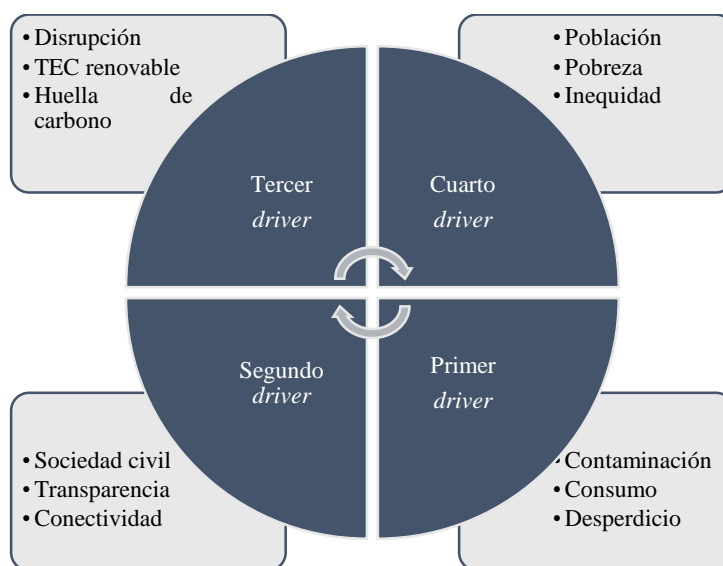 • Disrupción
• TEC renovable
• Huella de
carbono
• Población
• Pobreza
• Inequidad
Tercer
driver
Cuarto
driver
Segundo
driver
Primer
driver
• Sociedad civil
• Transparencia
• Conectividad
• Contaminación
• Consumo
• Desperdicio